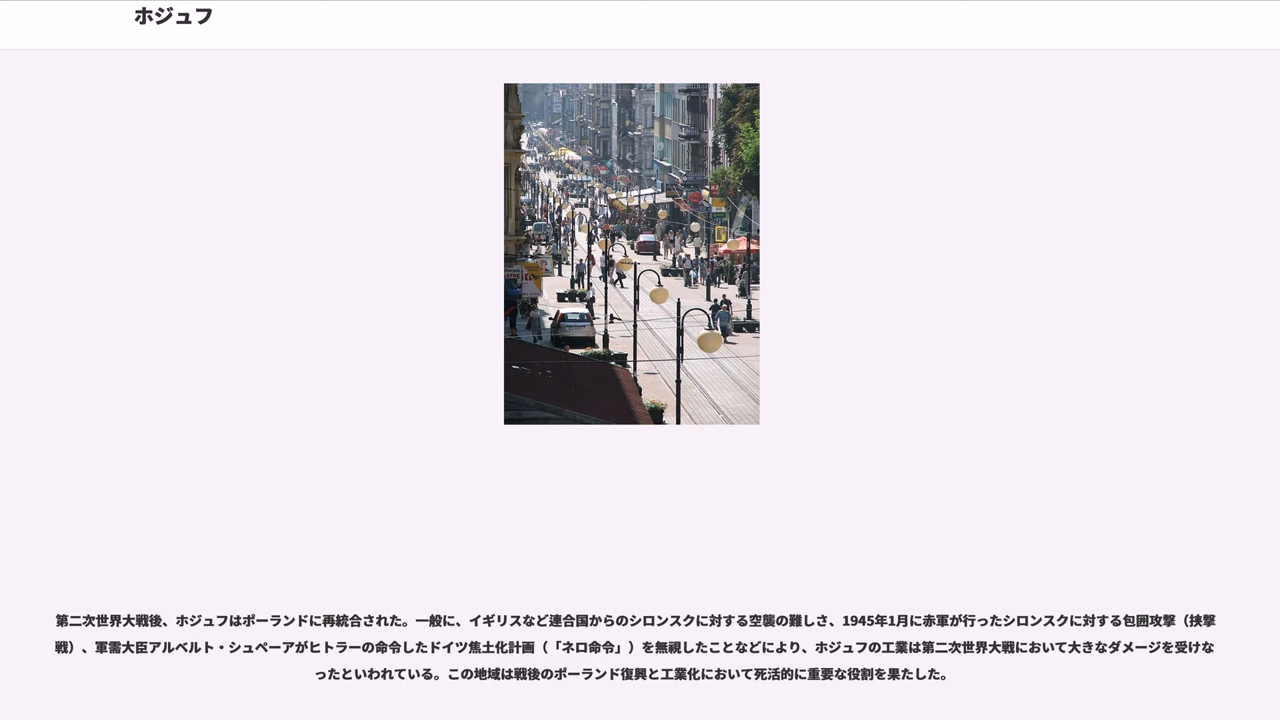 ホジュフ
第二次世界大戦後、ホジュフはポーランドに再統合された。一般に、イギリスなど連合国からのシロンスクに対する空襲の難しさ、1945年1月に赤軍が行ったシロンスクに対する包囲攻撃（挟撃
戦）、軍需大臣アルベルト・シュペーアがヒトラーの命令したドイツ焦土化計画（「ネロ命令」）を無視したことなどにより、ホジュフの工業は第二次世界大戦において大きなダメージを受けな
ったといわれている。この地域は戦後のポーランド復興と工業化において死活的に重要な役割を果たした。